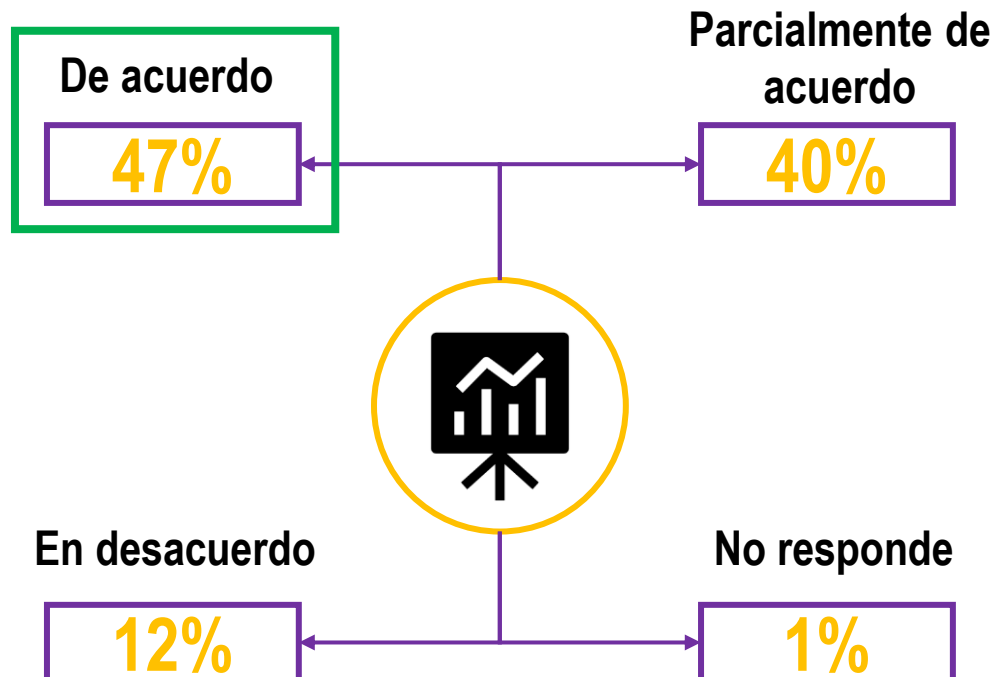 De acuerdo
47%
Parcialmente de
acuerdo
40%
En desacuerdo
12%
No responde
1%